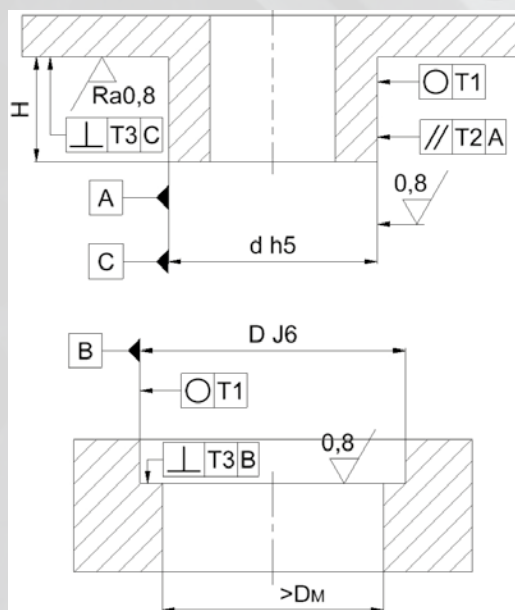 H
Ra0,8
⊥ T3 C
○ T1
// T2 A
A
0,8
C
d h5
B
D J6
○ T1
⊥ T3 B
0,8
>DM